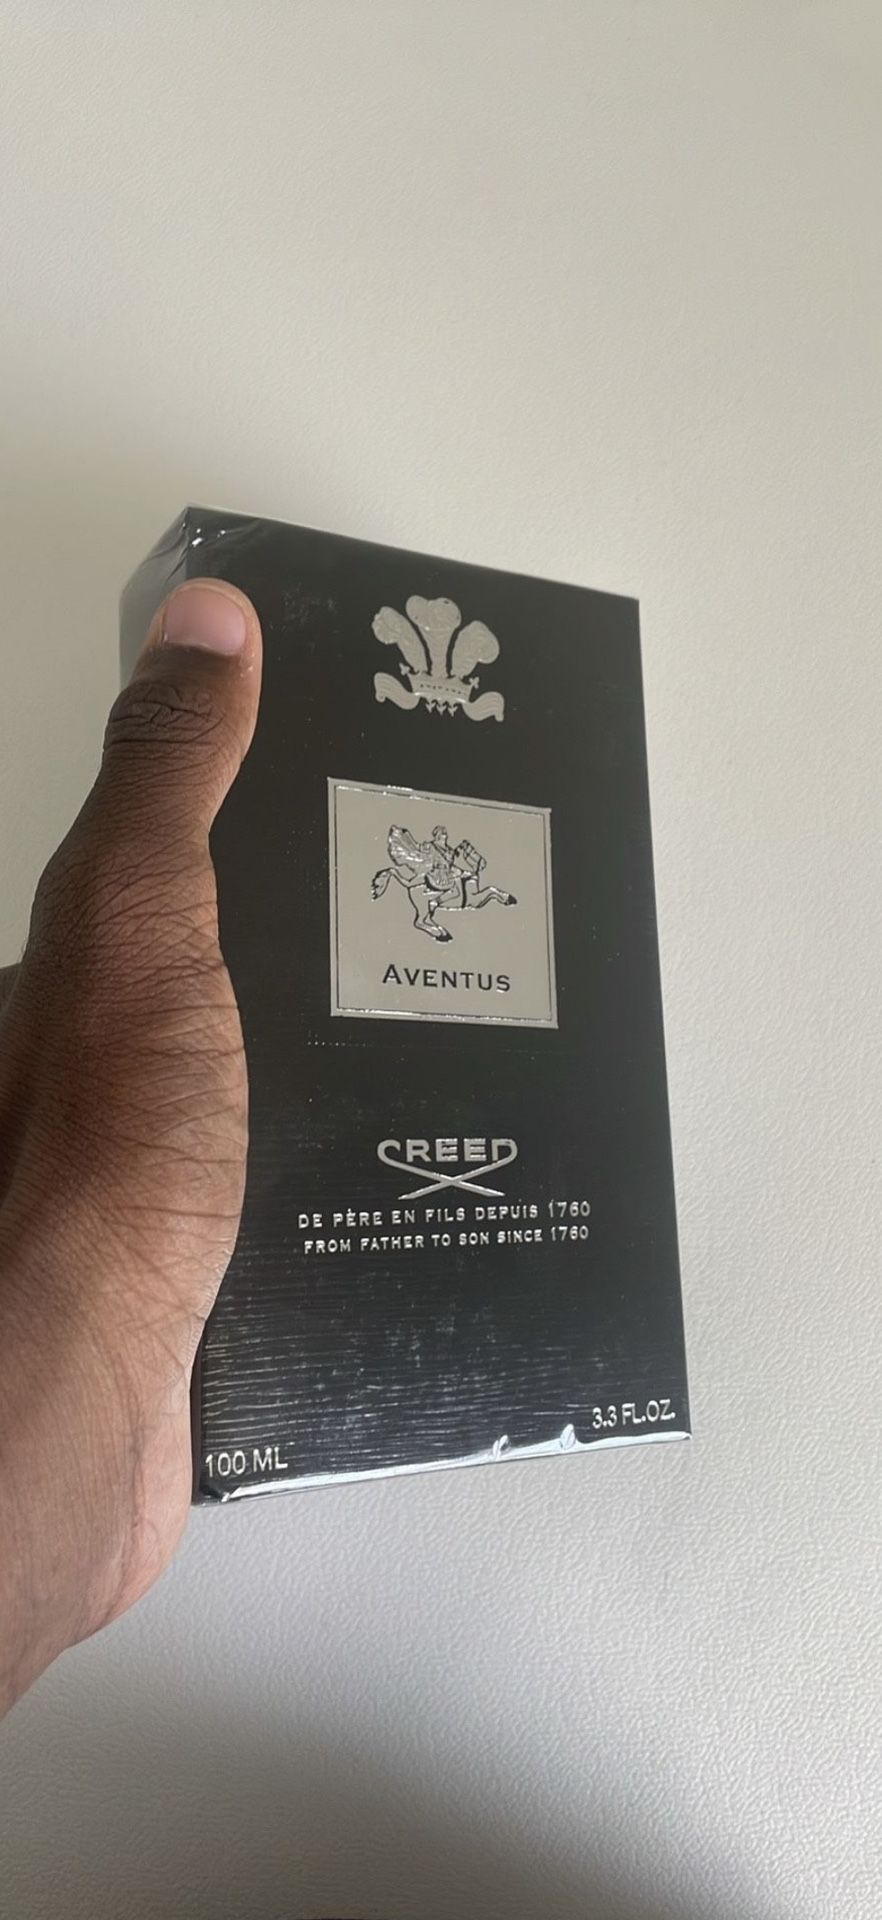 AVENTUS
CREED
DE PÈRE EN FILS DEPUIS 1760
FROM FATHER TO SON SINCE 1760
100 ML
3.3 FL.OZ.